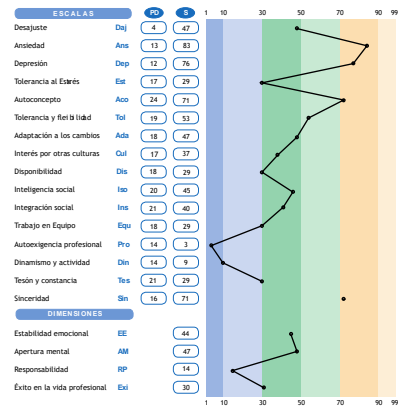 ESCALAS PD S 1 10 30 50 70 90 99
Desajuste Daj 4 47
Ansiedad Ans 13 83
Depresión Dep 12 76
Tolerancia al Estrés Est 17 29
Autoconcepto Aco 24 71
Tolerancia y flexibilidad Tol 19 53
Adaptación a los cambios Ada 18 47
Interés por otras culturas Cul 17 37
Disponibilidad Dis 18 29
Inteligencia social Iso 20 45
Integración social Ins 21 40
Trabajo en Equipo Equ 18 29
Autoexigencia profesional Pro 14 3
Dinamismo y actividad Din 14 9
Tesón y constancia Tes 21 29
Sinceridad Sin 16 71
DIMENSIONES
Estabilidad emocional EE 44
Apertura mental AM 47
Responsabilidad RP 14
Éxito en la vida profesional Exi 30
1 10 30 50 70 90 99